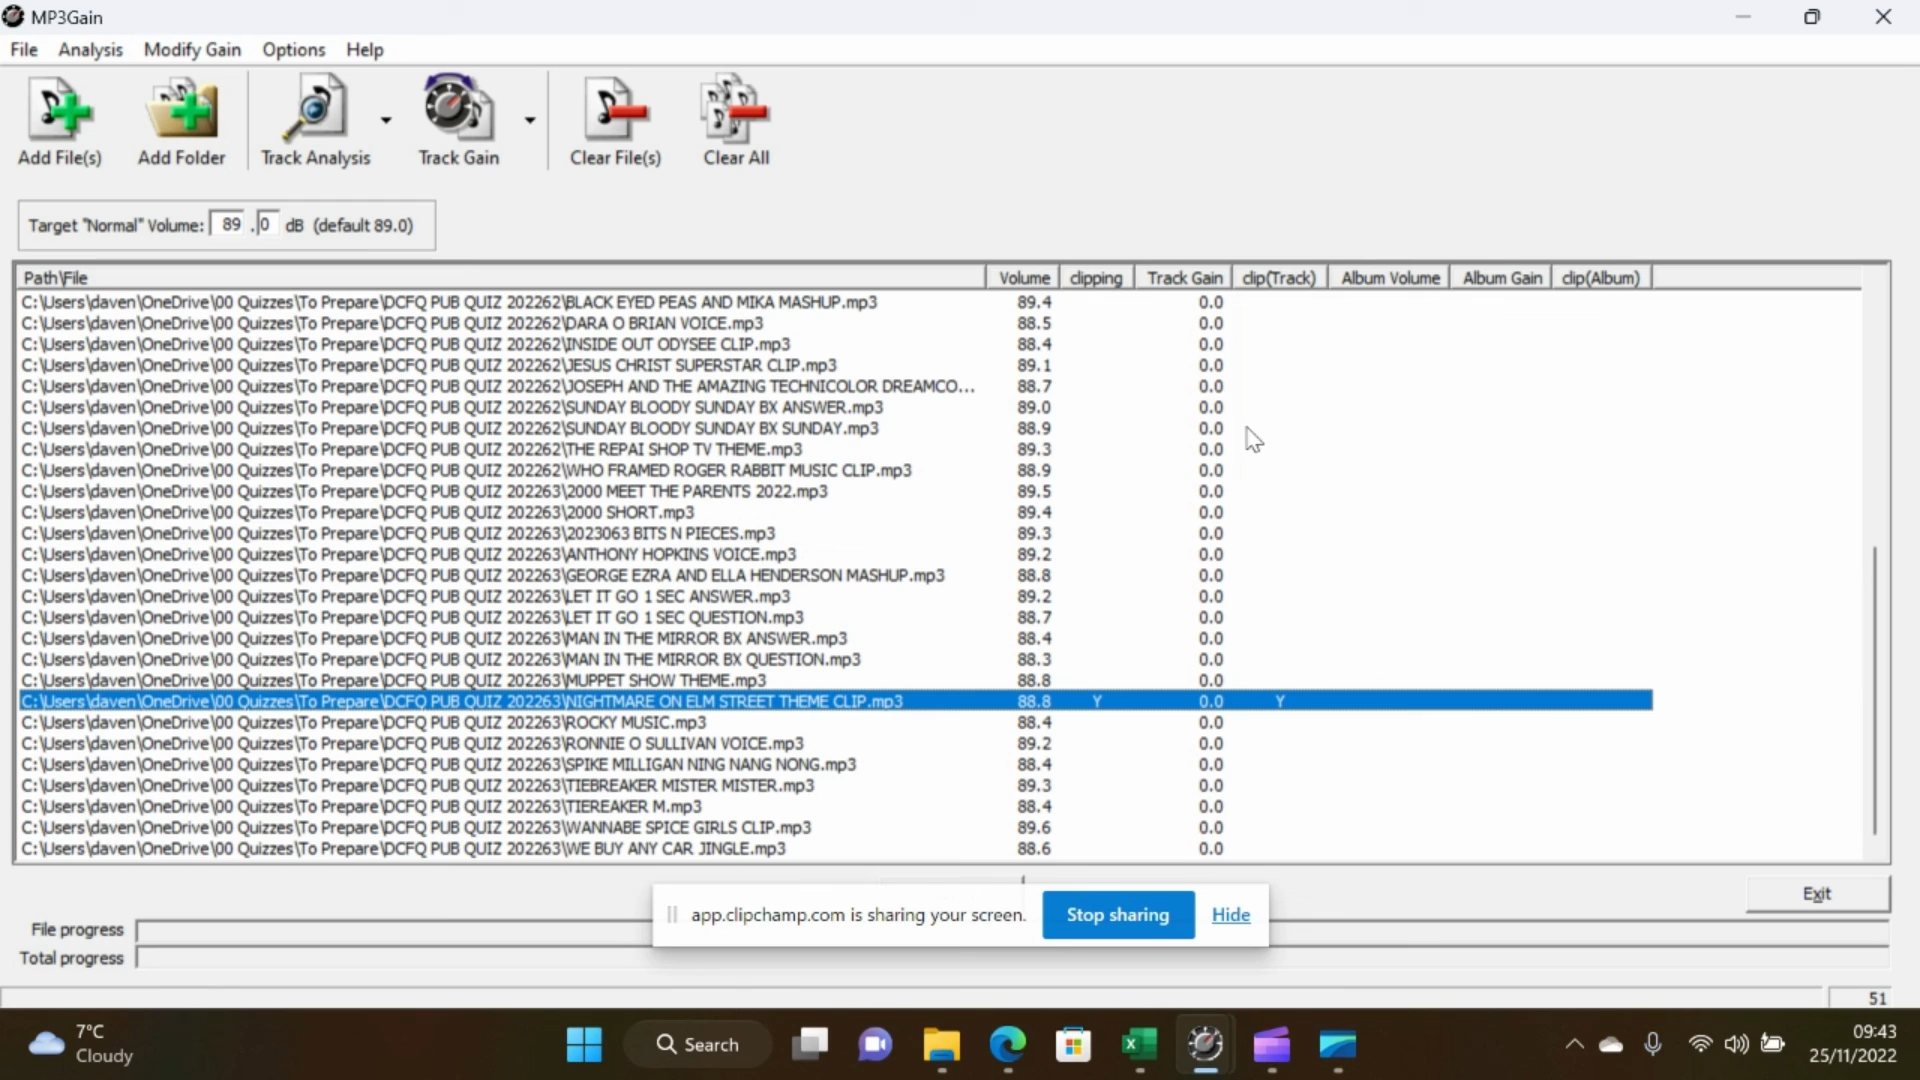 MP3Gain
File Analysis Modify Gain Options Help
Add File(s) Add Folder Track Analysis Track Gain Clear File(s) Clear All
Target "Normal" Volume: 89 .0 dB (default 89.0)
Path\File Volume clipping Track Gain clip(Track) Album Volume Album Gain clip(Album)
C:\Users\daven\OneDrive\00 Quizzes\To Prepare\DCFQ PUB QUIZ 202262\BLACK EYED PEAS AND MIKA MASHUP.mp3 89.4 0.0
C:\Users\daven\OneDrive\00 Quizzes\To Prepare\DCFQ PUB QUIZ 202262\DARA O BRIAN VOICE.mp3 88.5 0.0
C:\Users\daven\OneDrive\00 Quizzes\To Prepare\DCFQ PUB QUIZ 202262\INSIDE OUT ODYSEE CLIP.mp3 88.4 0.0
C:\Users\daven\OneDrive\00 Quizzes\To Prepare\DCFQ PUB QUIZ 202262\JESUS CHRIST SUPERSTAR CLIP.mp3 89.1 0.0
C:\Users\daven\OneDrive\00 Quizzes\To Prepare\DCFQ PUB QUIZ 202262\JOSEPH AND THE AMAZING TECHNICOLOR DREAMCO... 88.7 0.0
C:\Users\daven\OneDrive\00 Quizzes\To Prepare\DCFQ PUB QUIZ 202262\SUNDAY BLOODY SUNDAY BX ANSWER.mp3 89.0 0.0
C:\Users\daven\OneDrive\00 Quizzes\To Prepare\DCFQ PUB QUIZ 202262\SUNDAY BLOODY SUNDAY BX SUNDAY.mp3 88.9 0.0
C:\Users\daven\OneDrive\00 Quizzes\To Prepare\DCFQ PUB QUIZ 202262\THE REPAI SHOP TV THEME.mp3 89.3 0.0
C:\Users\daven\OneDrive\00 Quizzes\To Prepare\DCFQ PUB QUIZ 202262\WHO FRAMED ROGER RABBIT MUSIC CLIP.mp3 88.9 0.0
C:\Users\daven\OneDrive\00 Quizzes\To Prepare\DCFQ PUB QUIZ 202263\2000 MEET THE PARENTS 2022.mp3 89.5 0.0
C:\Users\daven\OneDrive\00 Quizzes\To Prepare\DCFQ PUB QUIZ 202263\2000 SHORT.mp3 89.4 0.0
C:\Users\daven\OneDrive\00 Quizzes\To Prepare\DCFQ PUB QUIZ 202263\2023063 BITS N PIECES.mp3 89.3 0.0
C:\Users\daven\OneDrive\00 Quizzes\To Prepare\DCFQ PUB QUIZ 202263\ANTHONY HOPKINS VOICE.mp3 89.2 0.0
C:\Users\daven\OneDrive\00 Quizzes\To Prepare\DCFQ PUB QUIZ 202263\GEORGE EZRA AND ELLA HENDERSON MASHUP.mp3 88.8 0.0
C:\Users\daven\OneDrive\00 Quizzes\To Prepare\DCFQ PUB QUIZ 202263\LET IT GO 1 SEC ANSWER.mp3 89.2 0.0
C:\Users\daven\OneDrive\00 Quizzes\To Prepare\DCFQ PUB QUIZ 202263\LET IT GO 1 SEC QUESTION.mp3 88.7 0.0
C:\Users\daven\OneDrive\00 Quizzes\To Prepare\DCFQ PUB QUIZ 202263\MAN IN THE MIRROR BX ANSWER.mp3 88.4 0.0
C:\Users\daven\OneDrive\00 Quizzes\To Prepare\DCFQ PUB QUIZ 202263\MAN IN THE MIRROR BX QUESTION.mp3 88.3 0.0
C:\Users\daven\OneDrive\00 Quizzes\To Prepare\DCFQ PUB QUIZ 202263\MUPPET SHOW THEME.mp3 88.8 0.0
C:\Users\daven\OneDrive\00 Quizzes\To Prepare\DCFQ PUB QUIZ 202263\NIGHTMARE ON ELM STREET THEME CLIP.mp3 88.8 Y 0.0 Y
C:\Users\daven\OneDrive\00 Quizzes\To Prepare\DCFQ PUB QUIZ 202263\ROCKY MUSIC.mp3 88.4 0.0
C:\Users\daven\OneDrive\00 Quizzes\To Prepare\DCFQ PUB QUIZ 202263\RONNIE O SULLIVAN VOICE.mp3 89.2 0.0
C:\Users\daven\OneDrive\00 Quizzes\To Prepare\DCFQ PUB QUIZ 202263\SPIKE MILLIGAN NING NANG NONG.mp3 88.4 0.0
C:\Users\daven\OneDrive\00 Quizzes\To Prepare\DCFQ PUB QUIZ 202263\TIEBREAKER MISTER MISTER.mp3 89.3 0.0
C:\Users\daven\OneDrive\00 Quizzes\To Prepare\DCFQ PUB QUIZ 202263\TIEREAKER M.mp3 88.4 0.0
C:\Users\daven\OneDrive\00 Quizzes\To Prepare\DCFQ PUB QUIZ 202263\WANNABE SPICE GIRLS CLIP.mp3 89.6 0.0
C:\Users\daven\OneDrive\00 Quizzes\To Prepare\DCFQ PUB QUIZ 202263\WE BUY ANY CAR JINGLE.mp3 88.6 0.0
Exit
app.clipchamp.com is sharing your screen. Stop sharing Hide
File progress
Total progress
51
7°C
Cloudy
Search
09:43
25/11/2022